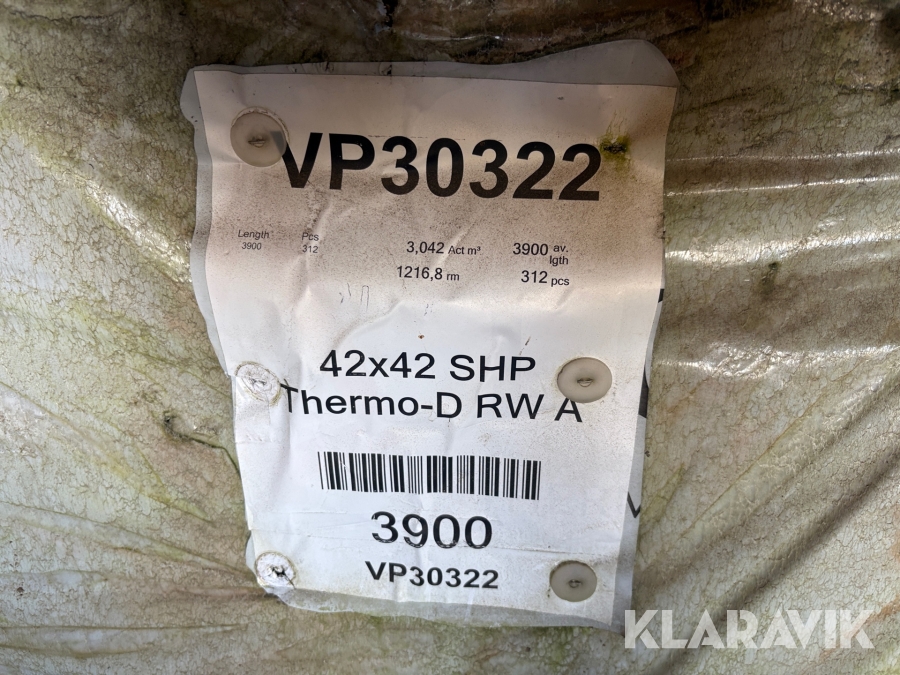 VP30322
Length Pcs 3,042 Act m³ 3900 av. lgth
3900 312
1216,8 rm 312 pcs
42x42 SHP
Thermo-D RW A
3900
VP30322
KLARAVIK